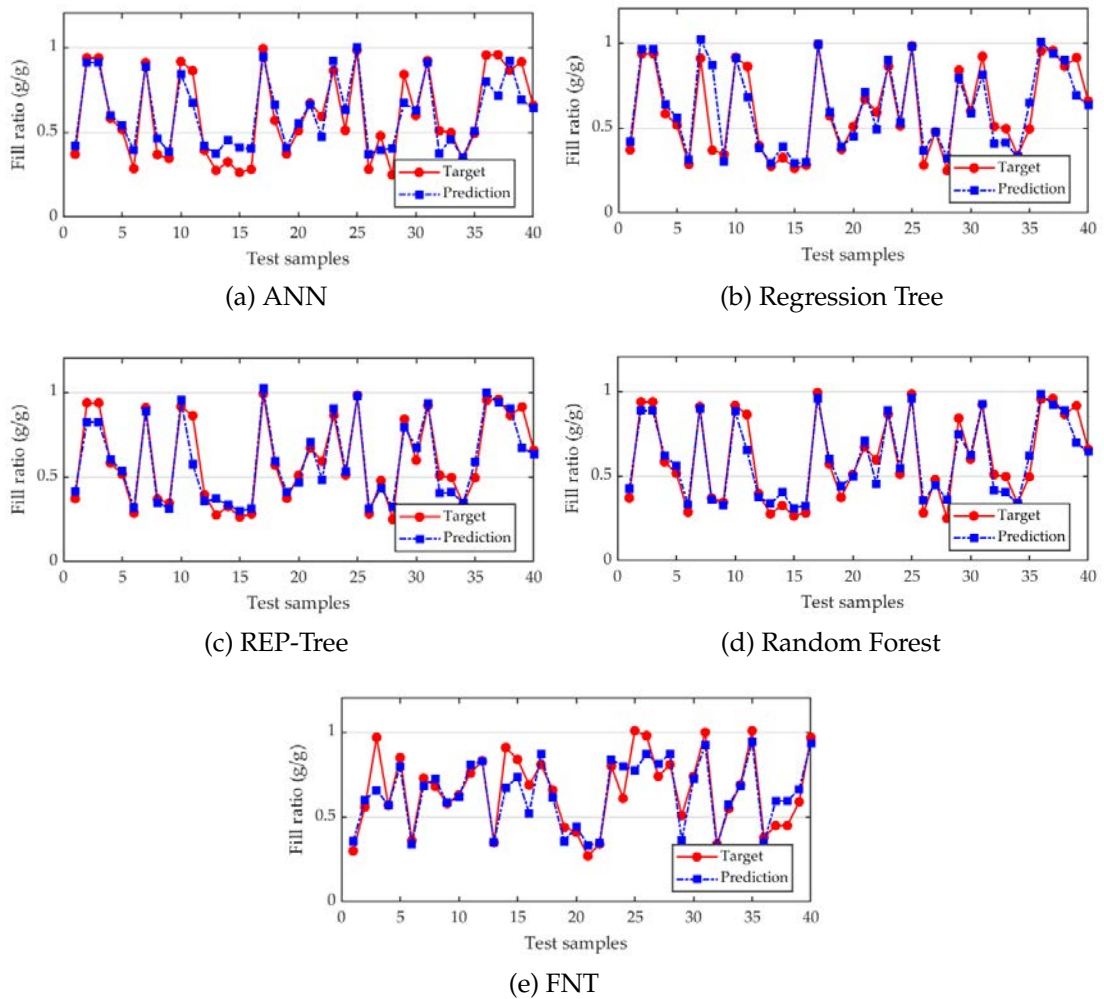 Fill ratio (g/g)
1
0.5
0
Target
Prediction
0 5 10 15 20 25 30 35 40
Test samples
(a) ANN
Fill ratio (g/g)
1
0.5
0
Target
Prediction
0 5 10 15 20 25 30 35 40
Test samples
(b) Regression Tree
Fill ratio (g/g)
1
0.5
0
Target
Prediction
0 5 10 15 20 25 30 35 40
Test samples
(c) REP-Tree
Fill ratio (g/g)
1
0.5
0
Target
Prediction
0 5 10 15 20 25 30 35 40
Test samples
(d) Random Forest
Fill ratio (g/g)
1
0.5
0
Target
Prediction
0 5 10 15 20 25 30 35 40
Test samples
(e) FNT